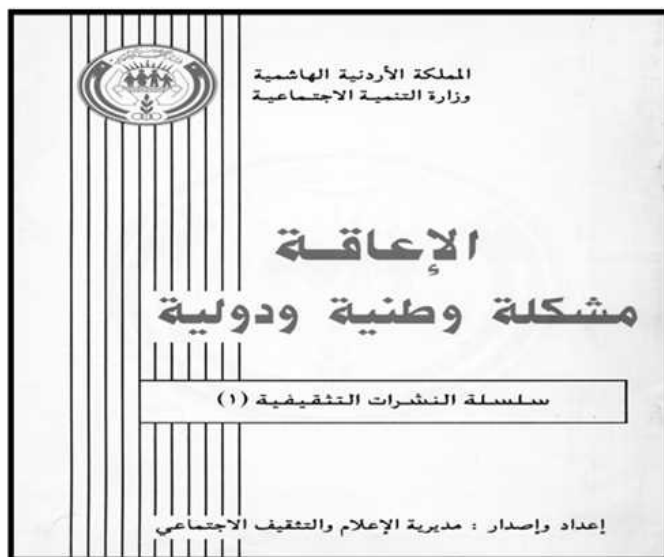 المملكة الأردنية الهاشمية
وزارة التنمية الاجتماعية
الإعاقة
مشكلة وطنية ودولية
سلسلة النشرات التثقيفية (١)
إعداد وإصدار : مديرية الإعلام والتثقيف الاجتماعي